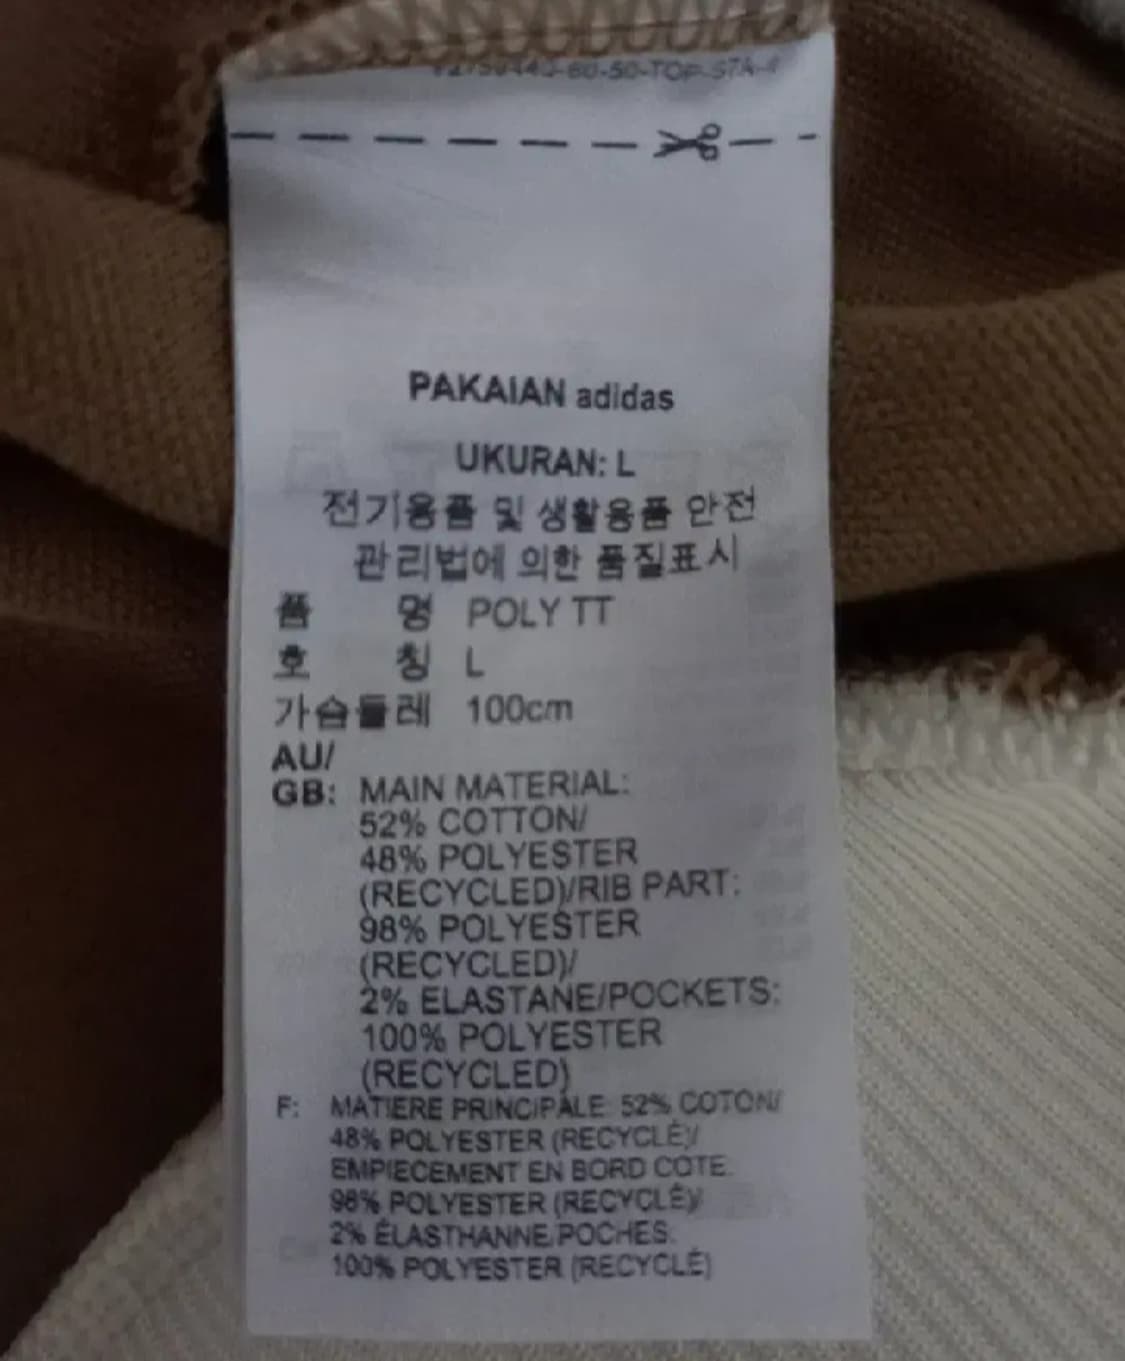 PAKAIAN adidas
UKURAN: L
전기용품 및 생활용품 안전
관리법에 의한 품질표시
품 명 POLY TT
호 칭 L
가슴둘레 100cm
AU/
GB: MAIN MATERIAL:
52% COTTON/
48% POLYESTER
(RECYCLED)/RIB PART:
98% POLYESTER
(RECYCLED)/
2% ELASTANE/POCKETS:
100% POLYESTER
(RECYCLED)
F: MATIERE PRINCIPALE: 52% COTON/
48% POLYESTER (RECYCLÉ)/
EMPIECEMENT EN BORD COTE:
98% POLYESTER (RECYCLÉ)/
2% ÉLASTHANNE/POCHES:
100% POLYESTER (RECYCLÉ)